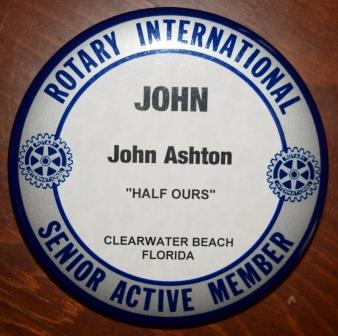 ROTARY INTERNATIONAL
JOHN
John Ashton
"HALF OURS"
CLEARWATER BEACH
FLORIDA
SENIOR ACTIVE MEMBER